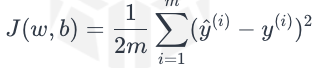 J(w, b) = \frac{1}{2m} \sum_{i=1}^{m} (\hat{y}^{(i)} - y^{(i)})^2